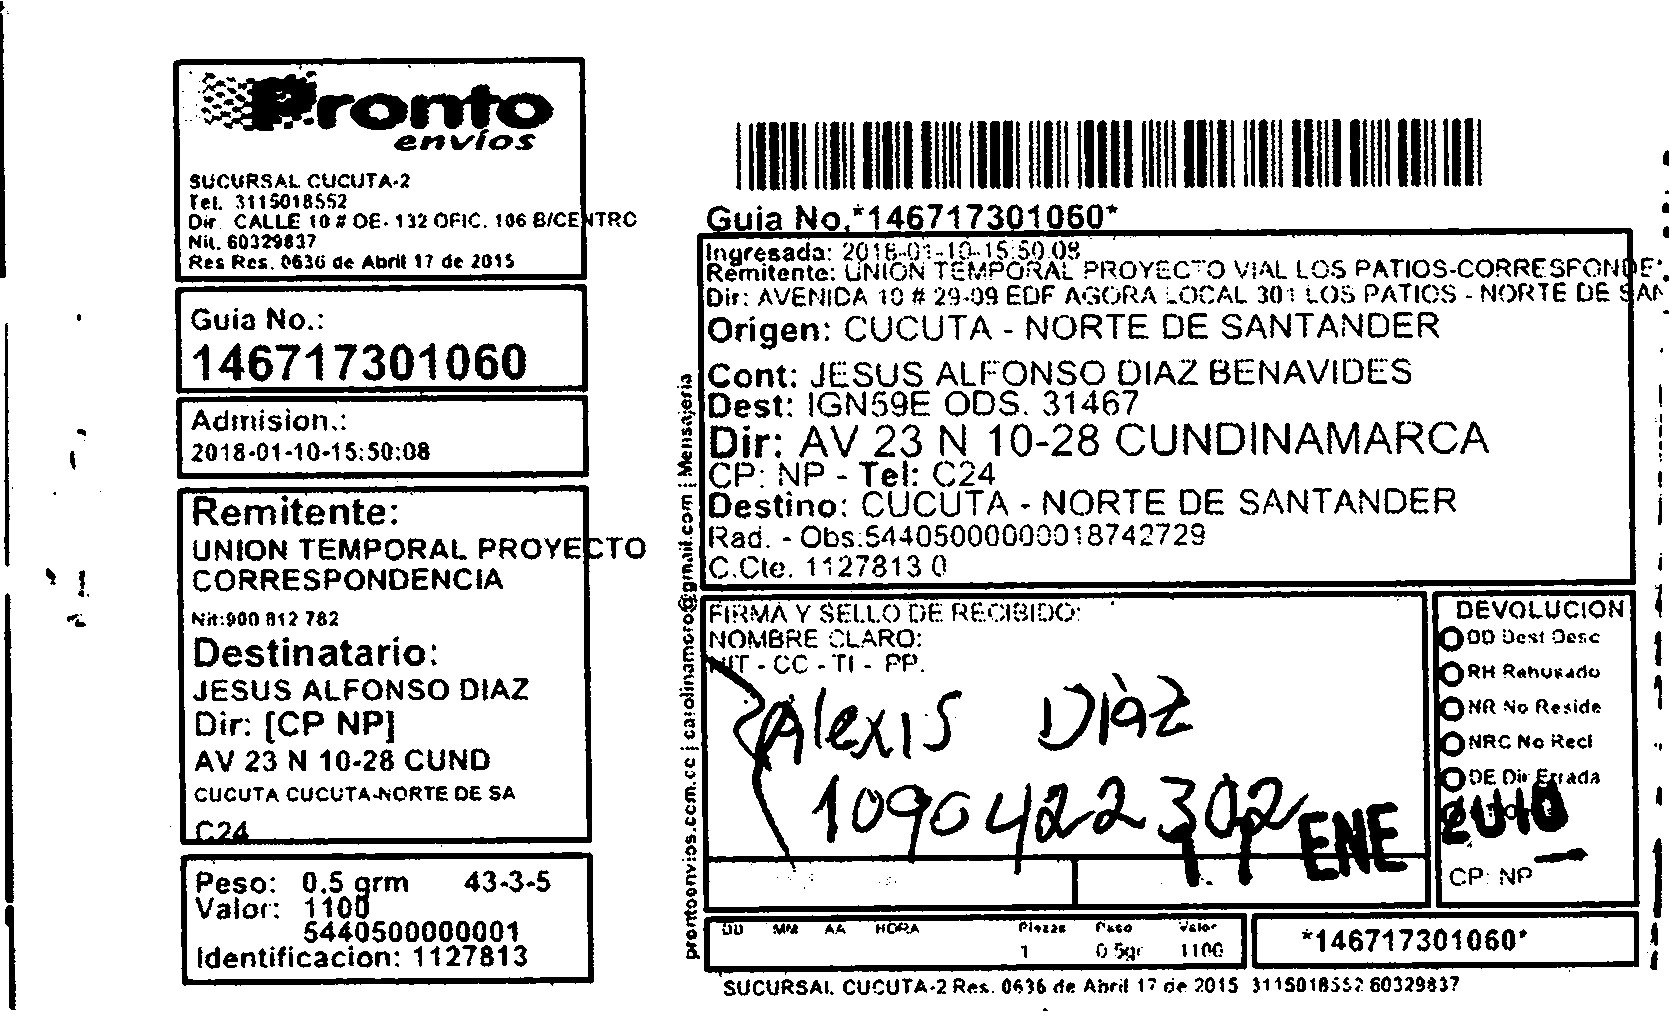 Pronto
envíos
SUCURSAL CUCUTA-2
Tel. 3115018552
Dir CALLE 10 # OE- 132 OFIC. 106 B/CENTRO
Nit. 60329837
Res Res. 0636 de Abril 17 de 2015
Guia No.:
146717301060
Admision.:
2018-01-10-15:50:08
Remitente:
UNION TEMPORAL PROYECTO
CORRESPONDENCIA
Nit:900 812 782
Destinatario:
JESUS ALFONSO DIAZ
Dir: [CP NP]
AV 23 N 10-28 CUND
CUCUTA CUCUTA-NORTE DE SA
C24
Peso: 0.5 grm 43-3-5
Valor: 1100
5440500000001
Identificacion: 1127813
prontoenvios.com.co | carolinamoro@gmail.com | Mensajeria
Guia No.*146717301060*
Ingresada: 2018-01-10-15:50:08
Remitente: UNION TEMPORAL PROYECTO VIAL LOS PATIOS-CORRESPONDE
Dir: AVENIDA 10 # 29-09 EDF AGORA LOCAL 301 LOS PATIOS - NORTE DE SAN
Origen: CUCUTA - NORTE DE SANTANDER
Cont: JESUS ALFONSO DIAZ BENAVIDES
Dest: IGN59E ODS. 31467
Dir: AV 23 N 10-28 CUNDINAMARCA
CP: NP - Tel: C24
Destino: CUCUTA - NORTE DE SANTANDER
Rad. - Obs:544050000000018742729
C.Cte. 1127813 0
FIRMA Y SELLO DE RECIBIDO:
NOMBRE CLARO:
NIT - CC - TI - PP.
Alexis Diaz
1090422302
ENE
DEVOLUCION
DD Dest Desc
RH Rehusado
NR No Reside
NRC No Reci
DE Dir Errada
CP: NP
DD MM AA HORA Piezas Peso Valor
1 0.5gr 1100
*146717301060*
SUCURSAL CUCUTA-2 Res. 0636 de Abril 17 de 2015 3115018552 60329837